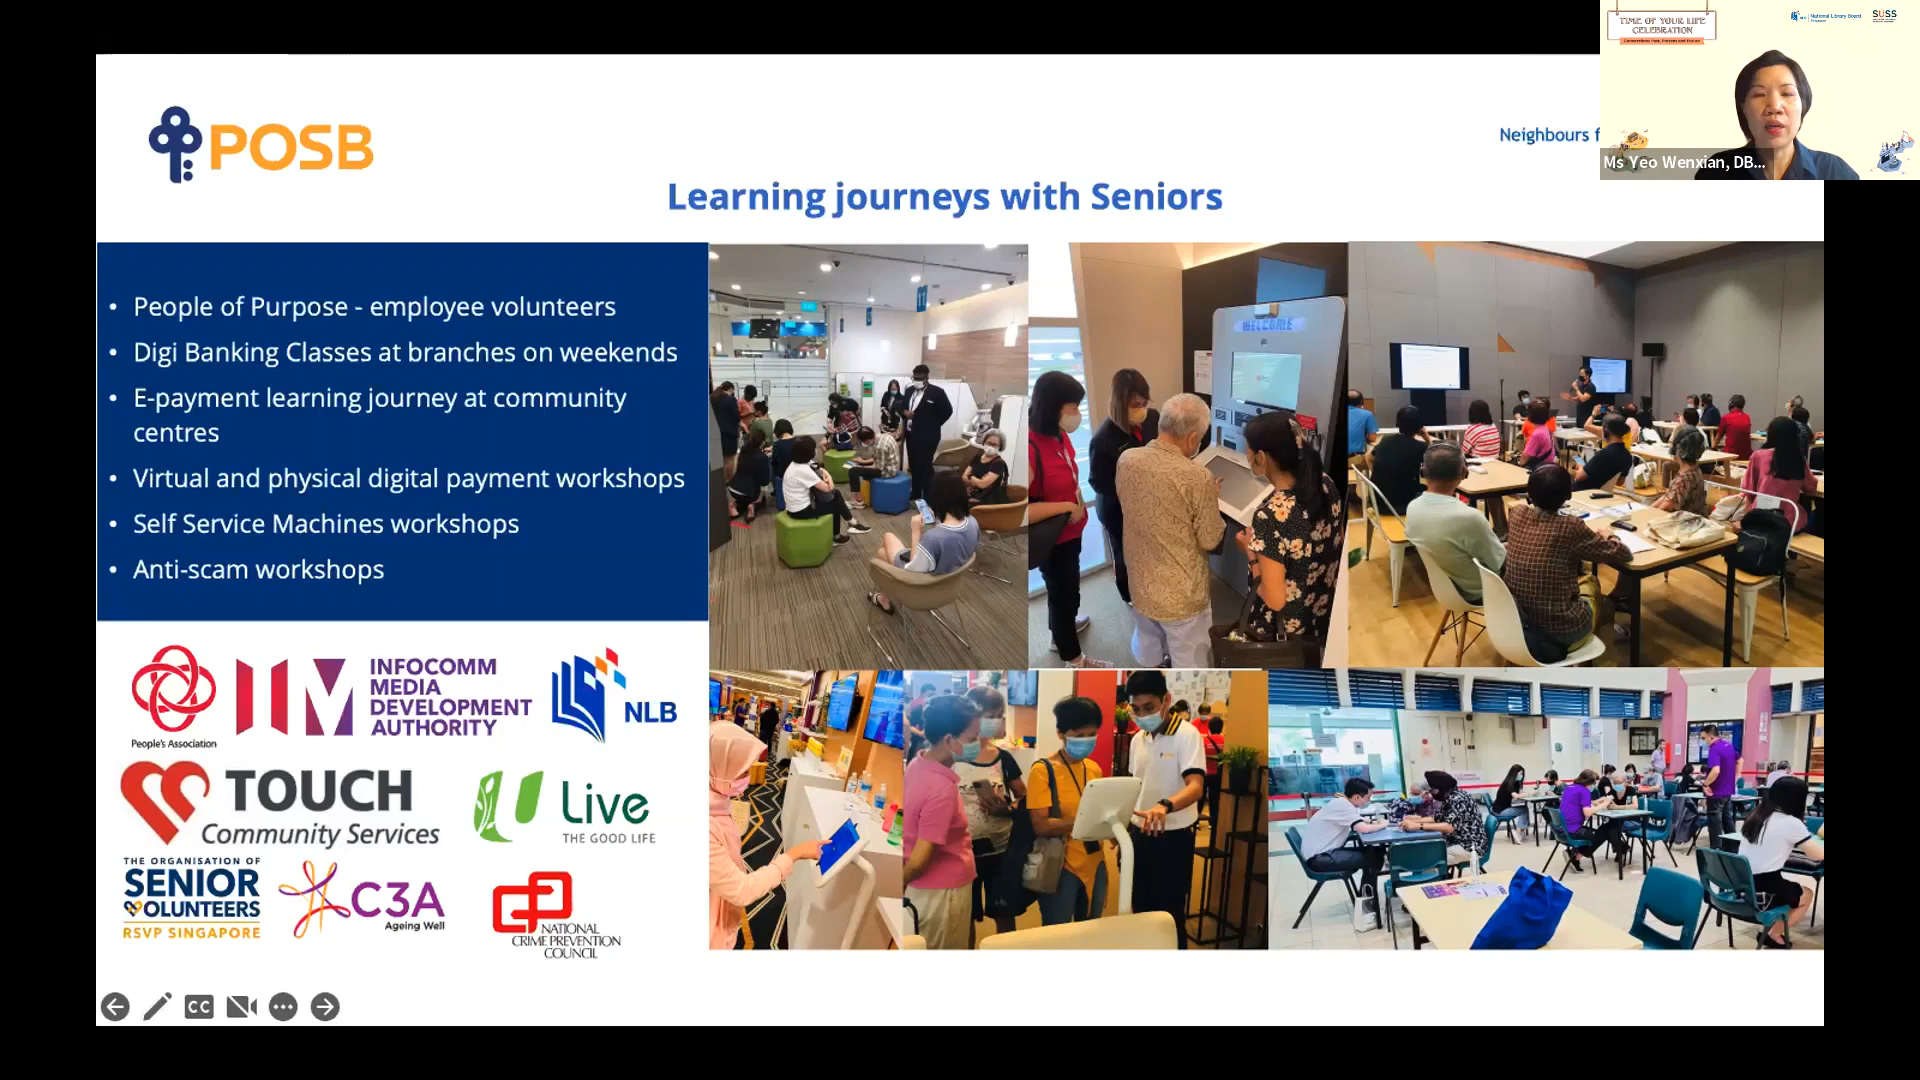 TIME OF YOUR LIFE
CELEBRATION
National Library Board
SUSS
Ms Yeo Wenxian, DB...
POSB
Neighbours f
Learning journeys with Seniors
• People of Purpose - employee volunteers
• Digi Banking Classes at branches on weekends
• E-payment learning journey at community
centres
• Virtual and physical digital payment workshops
• Self Service Machines workshops
• Anti-scam workshops
WELCOME
People's Association
INFOCOMM
MEDIA
DEVELOPMENT
AUTHORITY
NLB
TOUCH
Community Services
U Live
THE GOOD LIFE
THE ORGANISATION OF
SENIOR
VOLUNTEERS
RSVP SINGAPORE
C3A
Ageing Well
NATIONAL
CRIME PREVENTION
COUNCIL
CC